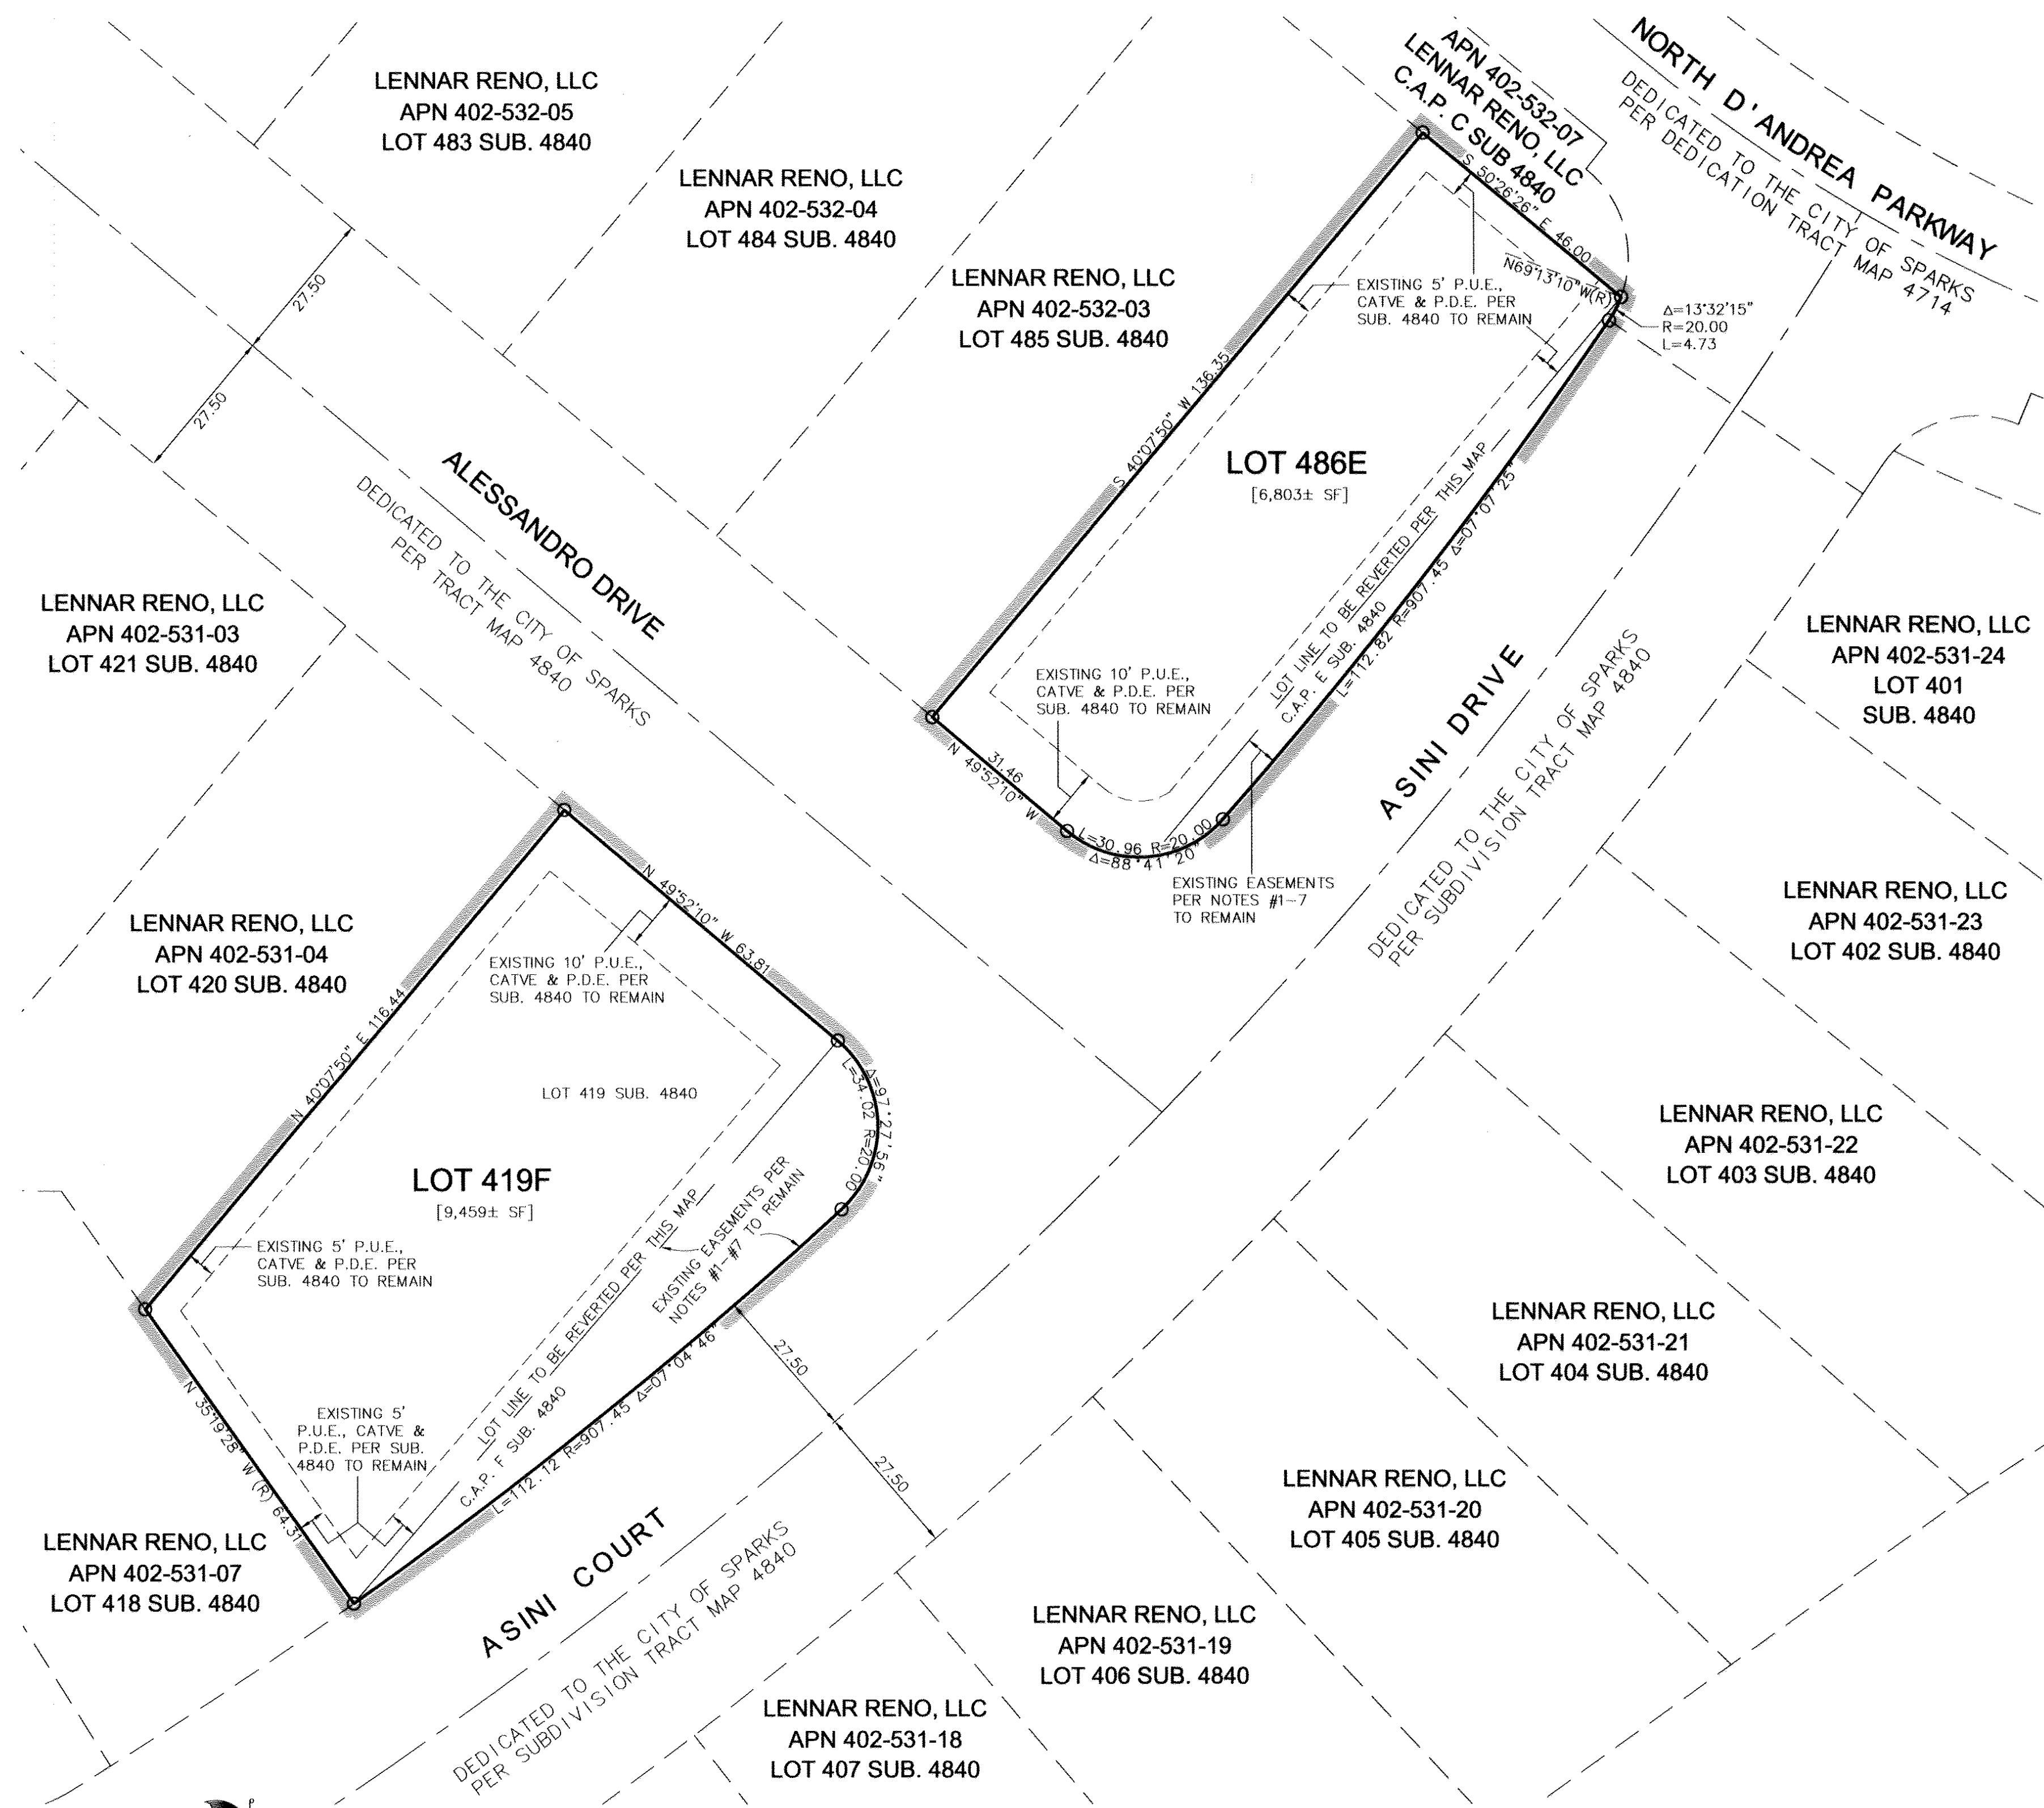 LENNAR RENO, LLC
APN 402-532-05
LOT 483 SUB. 4840
LENNAR RENO, LLC
APN 402-532-04
LOT 484 SUB. 4840
LENNAR RENO, LLC
APN 402-532-03
LOT 485 SUB. 4840
APN 402-532-07
LENNAR RENO, LLC
C.A.P. C SUB 4840
NORTH D'ANDREA PARKWAY
DEDICATED TO THE CITY OF SPARKS
PER DEDICATION TRACT MAP 4714
S 50°26'26" E 46.00
N69°13'10"W(R)
Δ=13°32'15"
R=20.00
L=4.73
EXISTING 5' P.U.E.,
CATVE & P.D.E. PER
SUB. 4840 TO REMAIN
S 40°07'50" W 136.35
LOT 486E
[6,803± SF]
LOT LINE TO BE REVERTED PER THIS MAP
C.A.P. E SUB. 4840
L=112.82 R=907.45 Δ=07°07'25"
EXISTING 10' P.U.E.,
CATVE & P.D.E. PER
SUB. 4840 TO REMAIN
31.46
N 49°52'10" W
L=30.96 R=20.00
Δ=88°41'20"
EXISTING EASEMENTS
PER NOTES #1-7
TO REMAIN
27.50
27.50
ALESSANDRO DRIVE
DEDICATED TO THE CITY OF SPARKS
PER TRACT MAP 4840
ASINI DRIVE
DEDICATED TO THE CITY OF SPARKS
PER SUBDIVISION TRACT MAP 4840
LENNAR RENO, LLC
APN 402-531-03
LOT 421 SUB. 4840
LENNAR RENO, LLC
APN 402-531-24
LOT 401
SUB. 4840
LENNAR RENO, LLC
APN 402-531-23
LOT 402 SUB. 4840
LENNAR RENO, LLC
APN 402-531-04
LOT 420 SUB. 4840
N 49°52'10" W 63.81
EXISTING 10' P.U.E.,
CATVE & P.D.E. PER
SUB. 4840 TO REMAIN
N 40°07'50" E 116.44
LOT 419 SUB. 4840
L=34.02 R=20.00
Δ=97°27'56"
LOT 419F
[9,459± SF]
EXISTING 5' P.U.E.,
CATVE & P.D.E. PER
SUB. 4840 TO REMAIN
LOT LINE TO BE REVERTED PER THIS MAP
C.A.P. F SUB. 4840
EXISTING EASEMENTS PER
NOTES #1-#7 TO REMAIN
L=112.12 R=907.45 Δ=07°04'46"
N 35°19'28" W (R) 64.31
EXISTING 5'
P.U.E., CATVE &
P.D.E. PER SUB.
4840 TO REMAIN
27.50
27.50
LENNAR RENO, LLC
APN 402-531-22
LOT 403 SUB. 4840
LENNAR RENO, LLC
APN 402-531-21
LOT 404 SUB. 4840
LENNAR RENO, LLC
APN 402-531-20
LOT 405 SUB. 4840
LENNAR RENO, LLC
APN 402-531-07
LOT 418 SUB. 4840
ASINI COURT
DEDICATED TO THE CITY OF SPARKS
PER SUBDIVISION TRACT MAP 4840
LENNAR RENO, LLC
APN 402-531-19
LOT 406 SUB. 4840
LENNAR RENO, LLC
APN 402-531-18
LOT 407 SUB. 4840